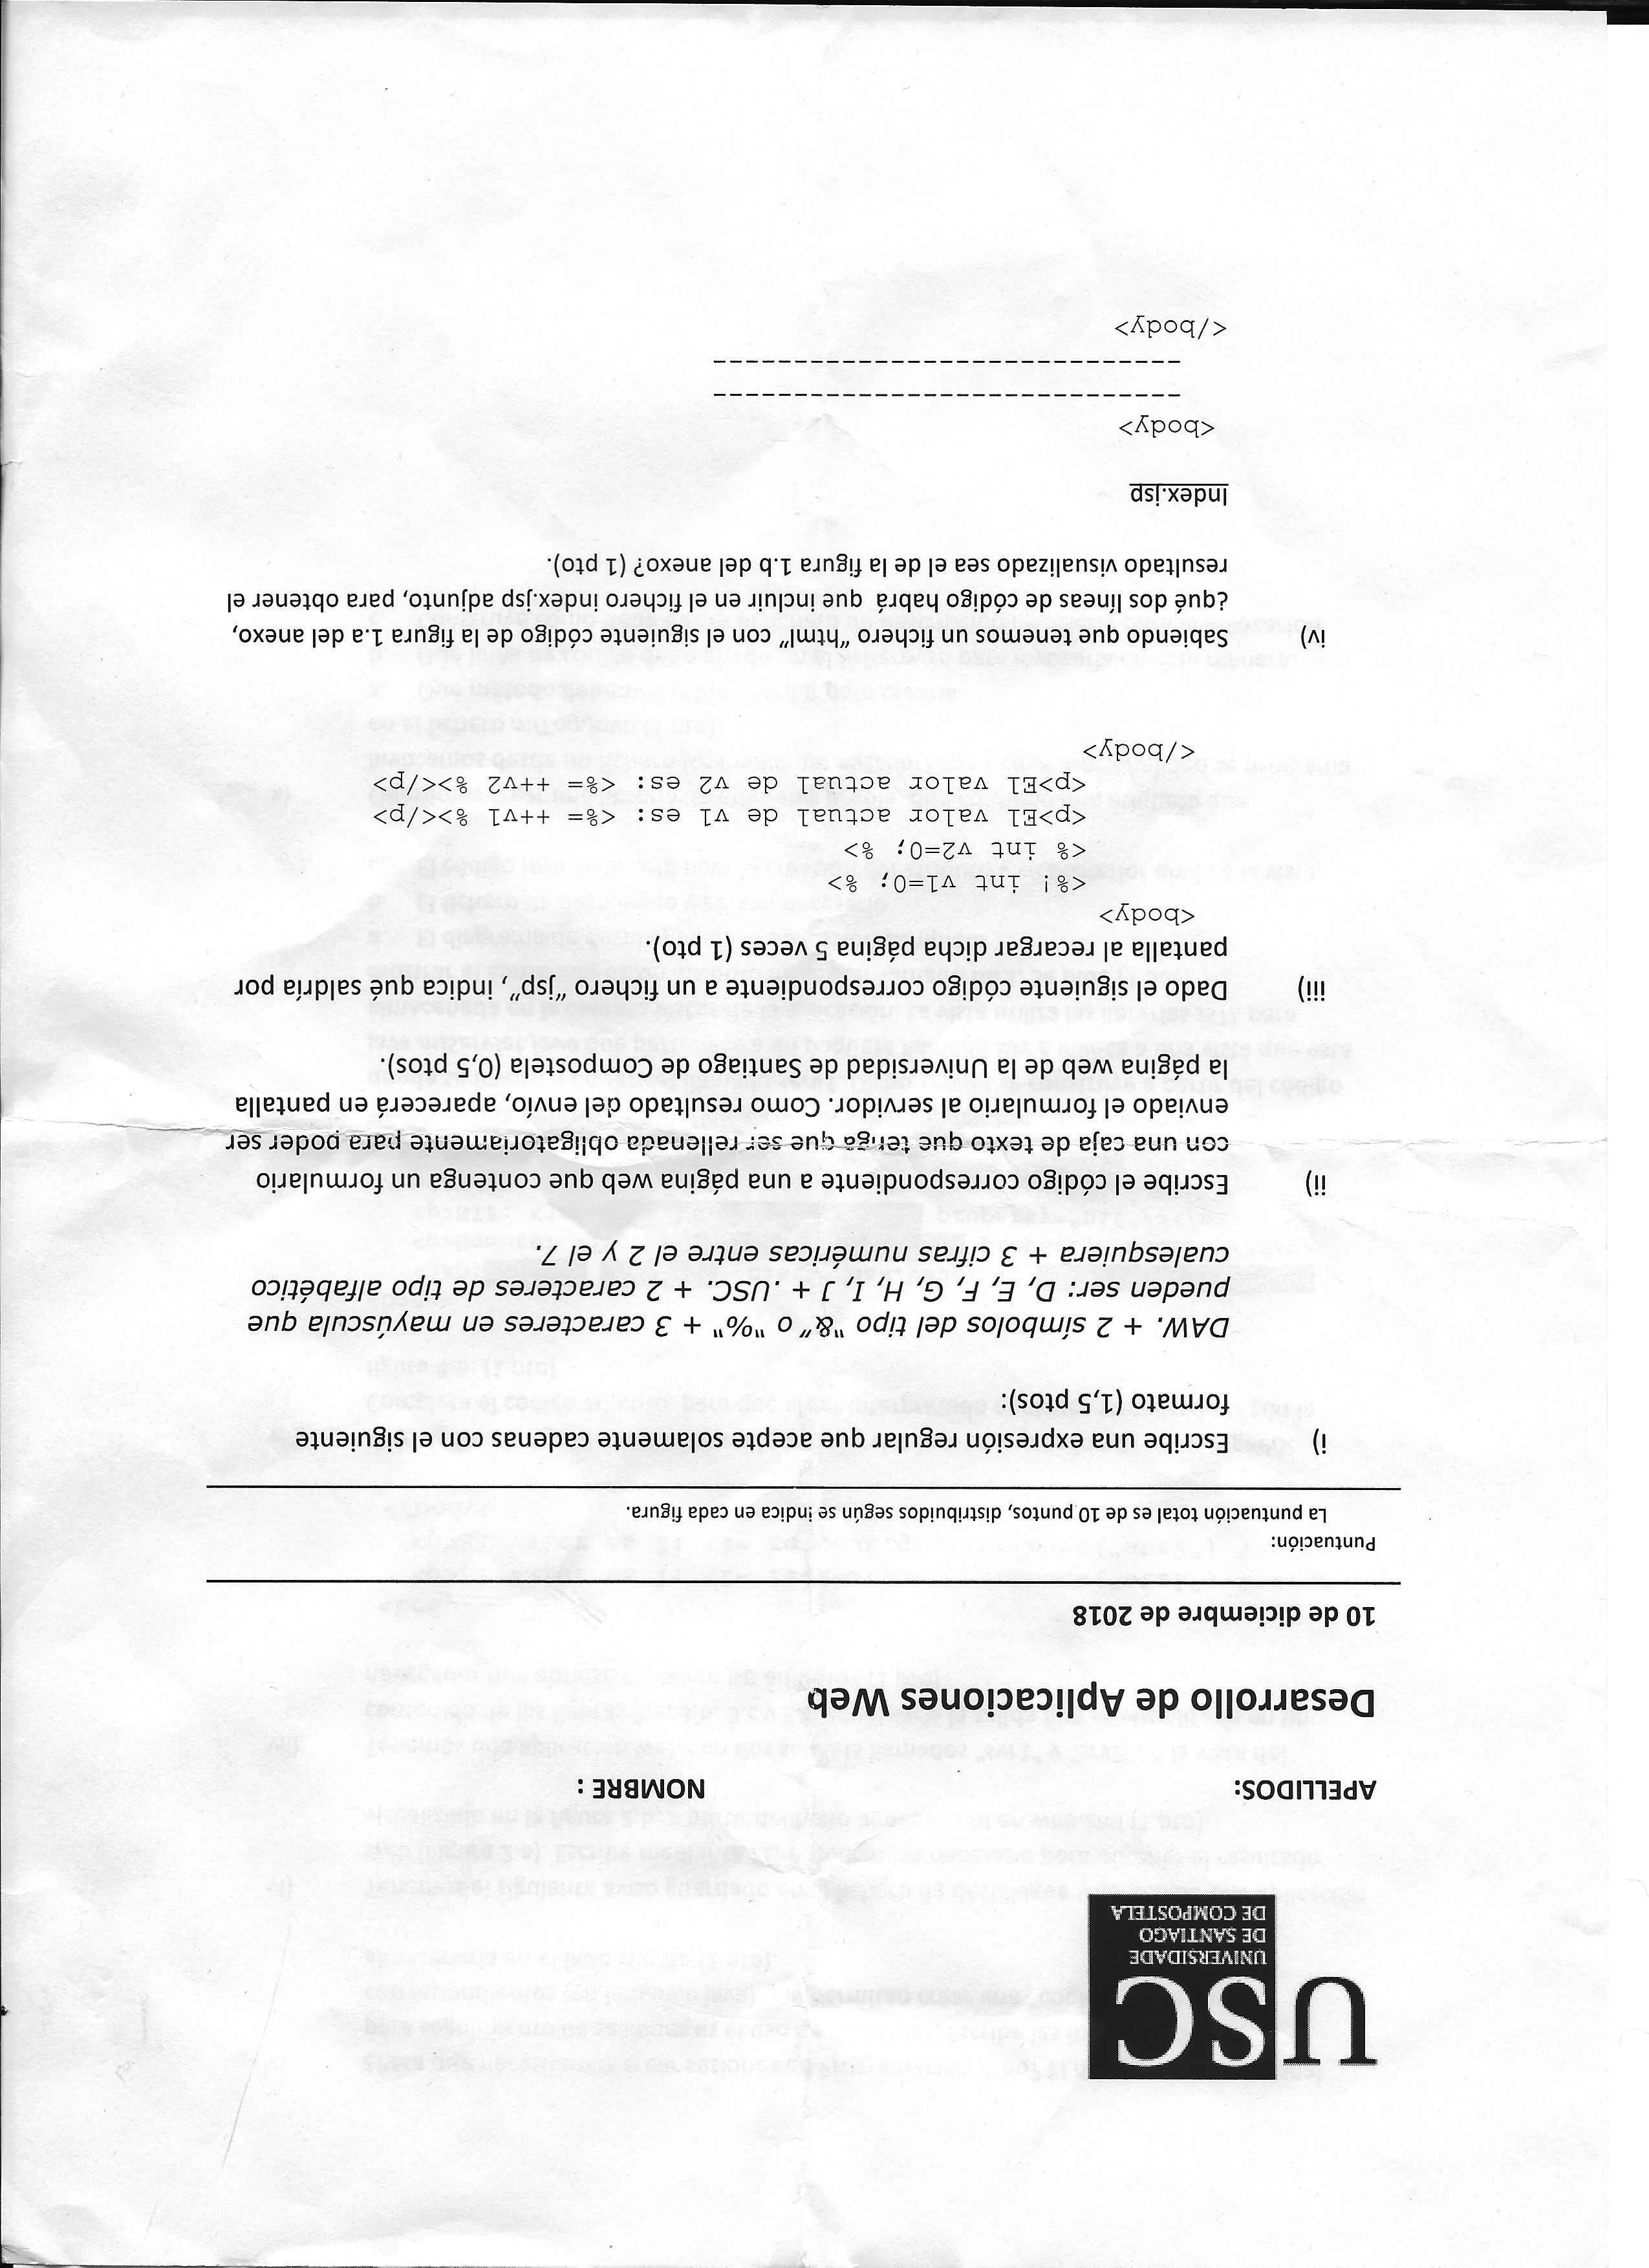 USC
UNIVERSIDADE
DE SANTIAGO
DE COMPOSTELA
APELLIDOS: NOMBRE :
Desarrollo de Aplicaciones Web
10 de diciembre de 2018
Puntuación:
La puntuación total es de 10 puntos, distribuidos según se indica en cada figura.
i) Escribe una expresión regular que acepte solamente cadenas con el siguiente
formato (1,5 ptos):
DAW. + 2 símbolos del tipo "&" o "%" + 3 caracteres en mayúscula que
pueden ser: D, E, F, G, H, I, J + .USC. + 2 caracteres de tipo alfabético
cualesquiera + 3 cifras numéricas entre el 2 y el 7.
ii) Escribe el código correspondiente a una página web que contenga un formulario
con una caja de texto que tenga que ser rellenada obligatoriamente para poder ser
enviado el formulario al servidor. Como resultado del envío, aparecerá en pantalla
la página web de la Universidad de Santiago de Compostela (0,5 ptos).
iii) Dado el siguiente código correspondiente a un fichero “jsp”, indica qué saldría por
pantalla al recargar dicha página 5 veces (1 pto).
<body>
<%! int v1=0; %>
<% int v2=0; %>
<p>El valor actual de v1 es: <%= ++v1 %></p>
<p>El valor actual de v2 es: <%= ++v2 %></p>
</body>
iv) Sabiendo que tenemos un fichero “html” con el siguiente código de la figura 1.a del anexo,
¿qué dos líneas de código habrá que incluir en el fichero index.jsp adjunto, para obtener el
resultado visualizado sea el de la figura 1.b del anexo? (1 pto).
Index.jsp
<body>
-----------------------------
-----------------------------
</body>